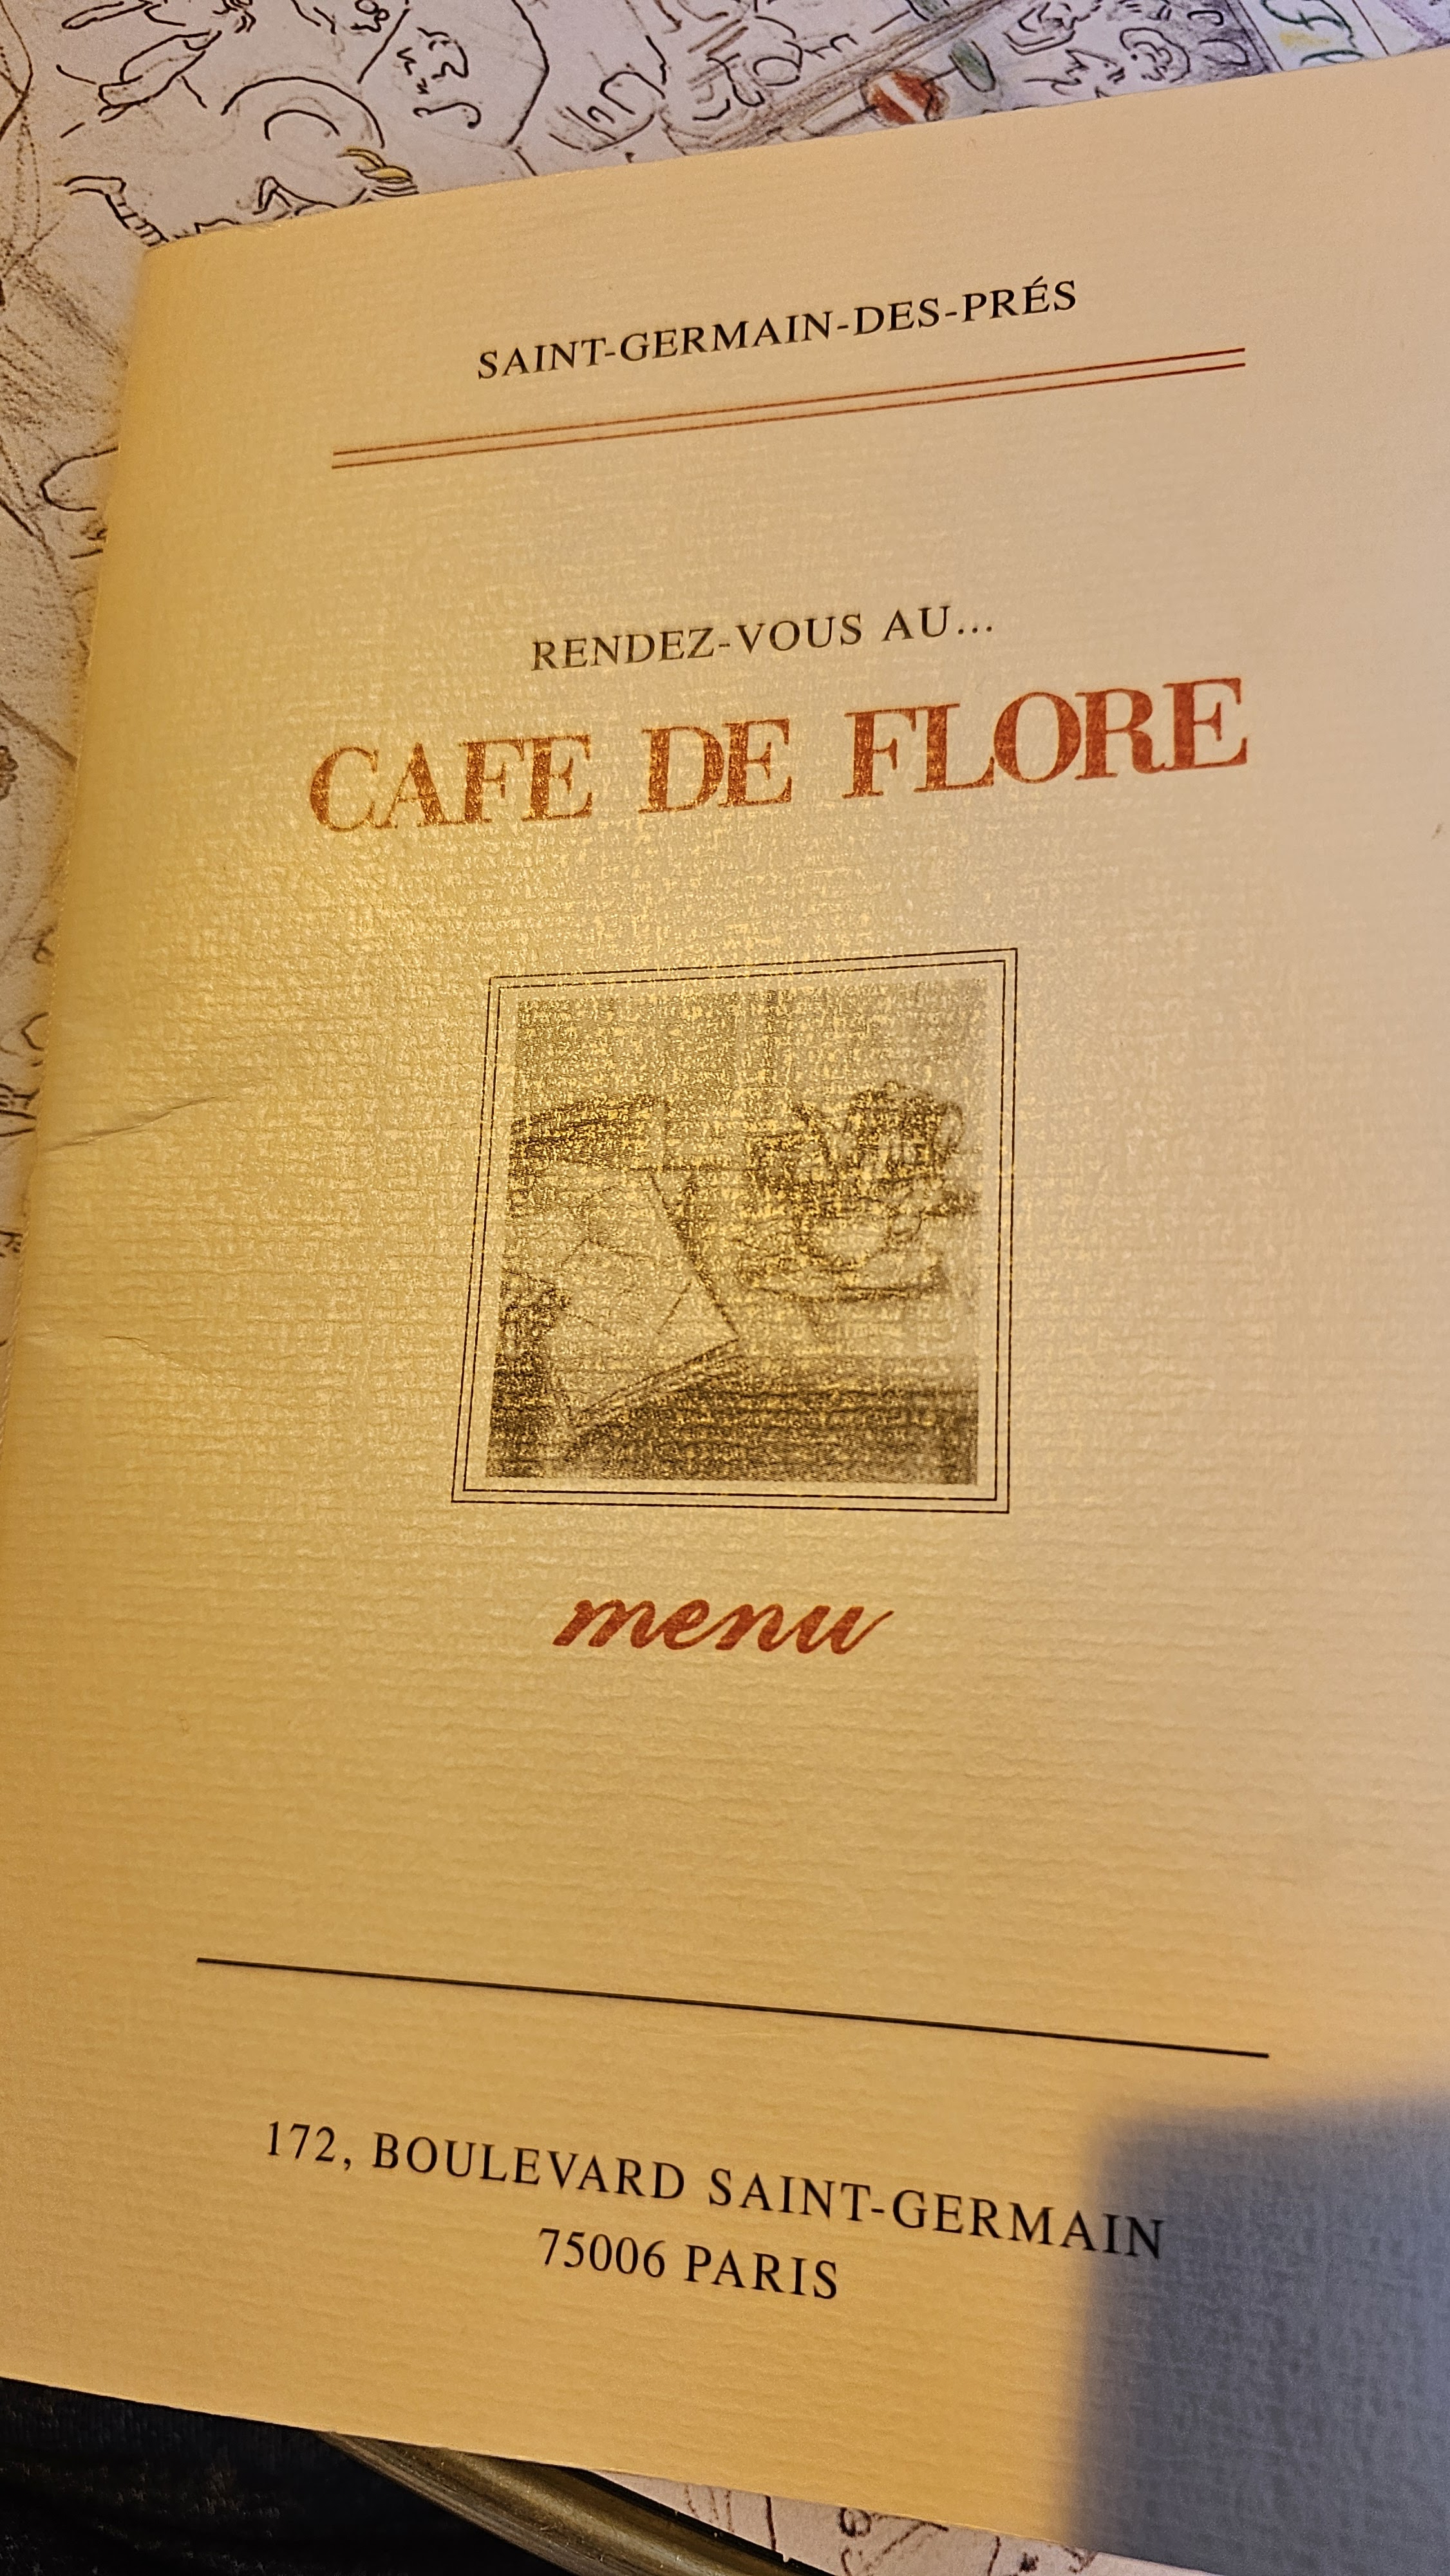 SAINT-GERMAIN-DES-PRÉS
RENDEZ-VOUS AU...
CAFE DE FLORE
menu
172, BOULEVARD SAINT-GERMAIN
75006 PARIS